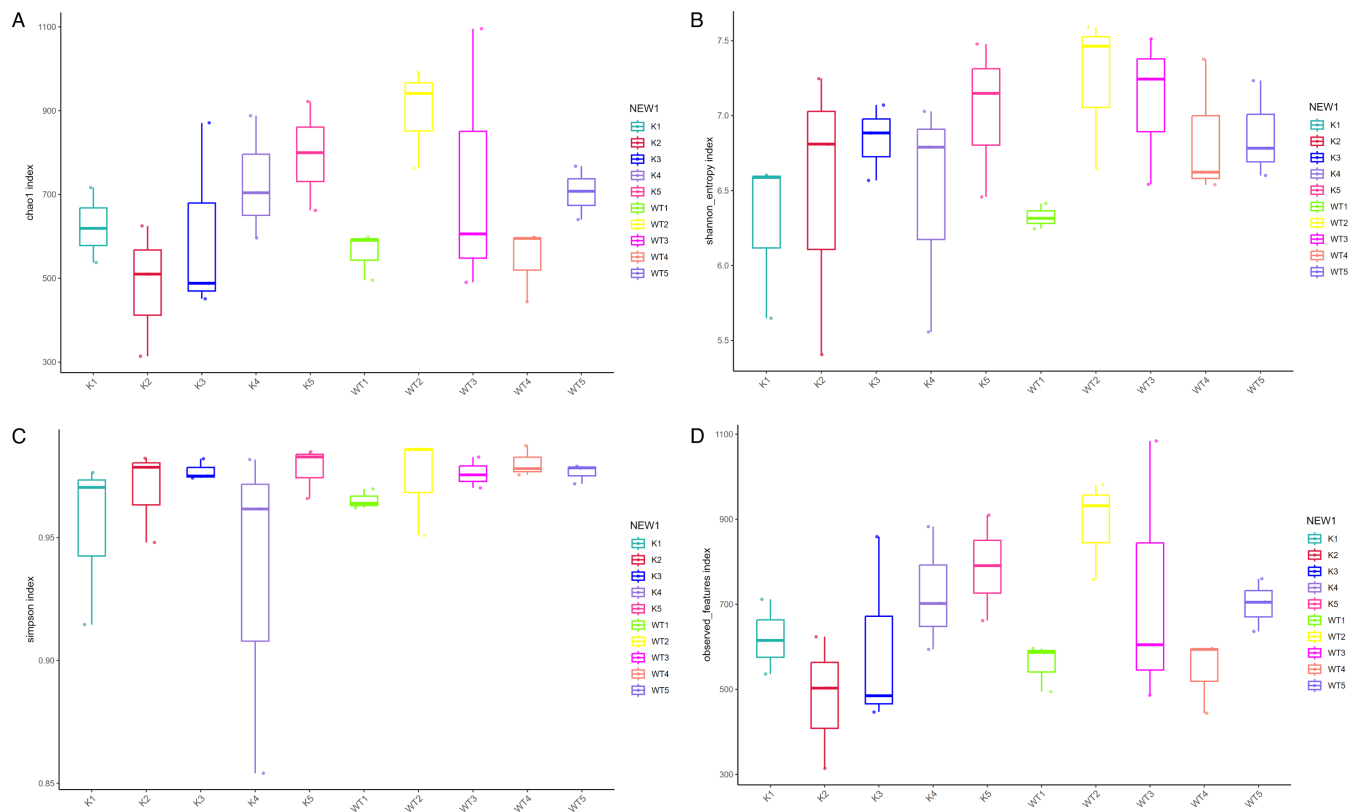 A
chao1 index
1100
900
700
500
300
K1
K2
K3
K4
K5
WT1
WT2
WT3
WT4
WT5
NEW1
K1
K2
K3
K4
K5
WT1
WT2
WT3
WT4
WT5
B
shannon_entropy index
7.5
7.0
6.5
6.0
5.5
K1
K2
K3
K4
K5
WT1
WT2
WT3
WT4
WT5
NEW1
K1
K2
K3
K4
K5
WT1
WT2
WT3
WT4
WT5
C
simpson index
0.95
0.90
0.85
K1
K2
K3
K4
K5
WT1
WT2
WT3
WT4
WT5
NEW1
K1
K2
K3
K4
K5
WT1
WT2
WT3
WT4
WT5
D
observed_features index
1100
900
700
500
300
K1
K2
K3
K4
K5
WT1
WT2
WT3
WT4
WT5
NEW1
K1
K2
K3
K4
K5
WT1
WT2
WT3
WT4
WT5